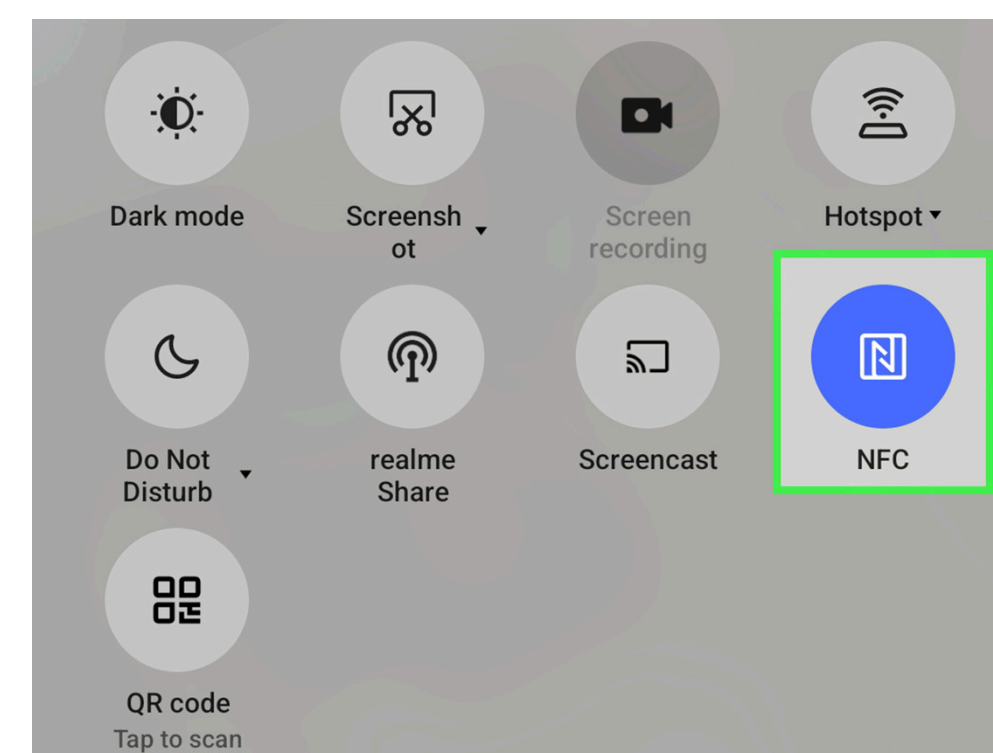 Dark mode
Screensh
ot
Screen
recording
Hotspot
Do Not
Disturb
realme
Share
Screencast
NFC
QR code
Tap to scan